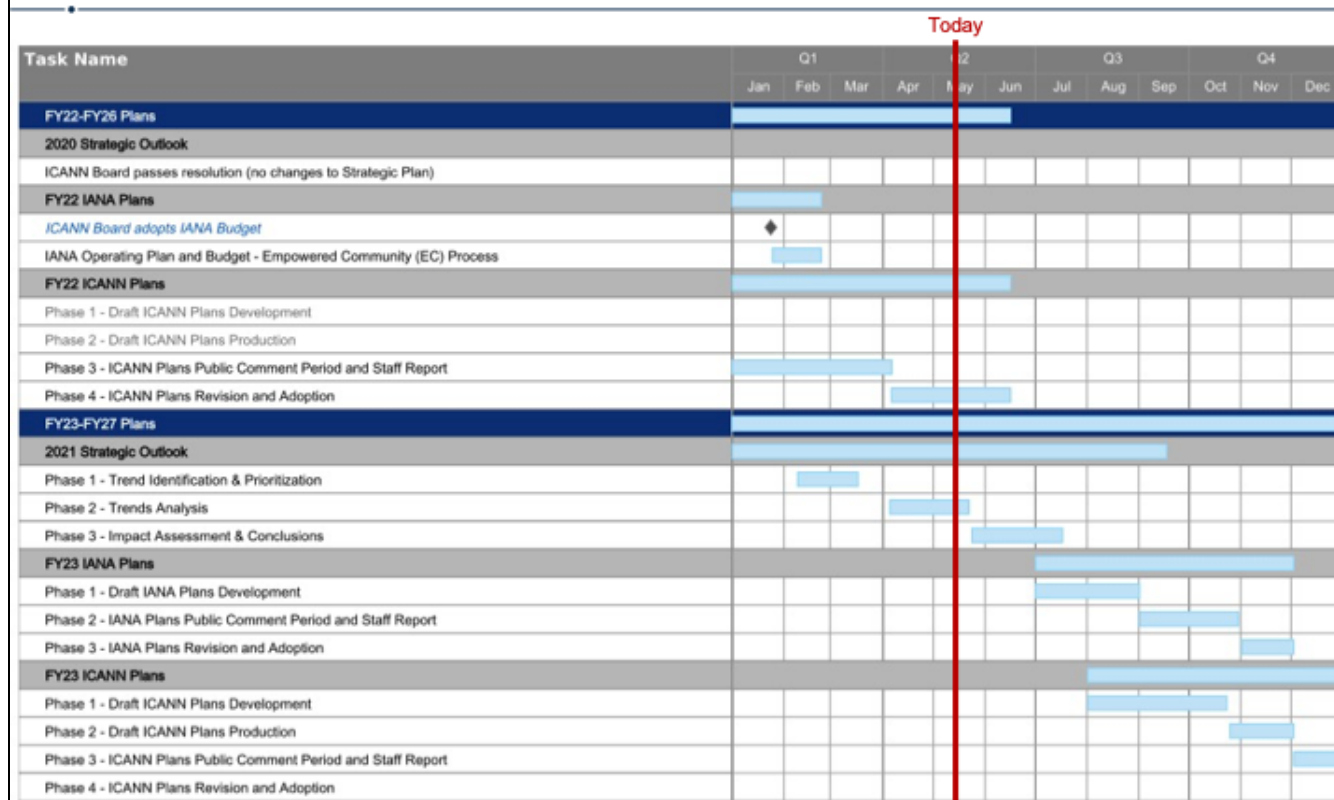 Today
Task Name
Q1 Q2 Q3 Q4
Jan Feb Mar Apr May Jun Jul Aug Sep Oct Nov Dec
FY22-FY26 Plans
2020 Strategic Outlook
ICANN Board passes resolution (no changes to Strategic Plan)
FY22 IANA Plans
ICANN Board adopts IANA Budget
IANA Operating Plan and Budget - Empowered Community (EC) Process
FY22 ICANN Plans
Phase 1 - Draft ICANN Plans Development
Phase 2 - Draft ICANN Plans Production
Phase 3 - ICANN Plans Public Comment Period and Staff Report
Phase 4 - ICANN Plans Revision and Adoption
FY23-FY27 Plans
2021 Strategic Outlook
Phase 1 - Trend Identification & Prioritization
Phase 2 - Trends Analysis
Phase 3 - Impact Assessment & Conclusions
FY23 IANA Plans
Phase 1 - Draft IANA Plans Development
Phase 2 - IANA Plans Public Comment Period and Staff Report
Phase 3 - IANA Plans Revision and Adoption
FY23 ICANN Plans
Phase 1 - Draft ICANN Plans Development
Phase 2 - Draft ICANN Plans Production
Phase 3 - ICANN Plans Public Comment Period and Staff Report
Phase 4 - ICANN Plans Revision and Adoption